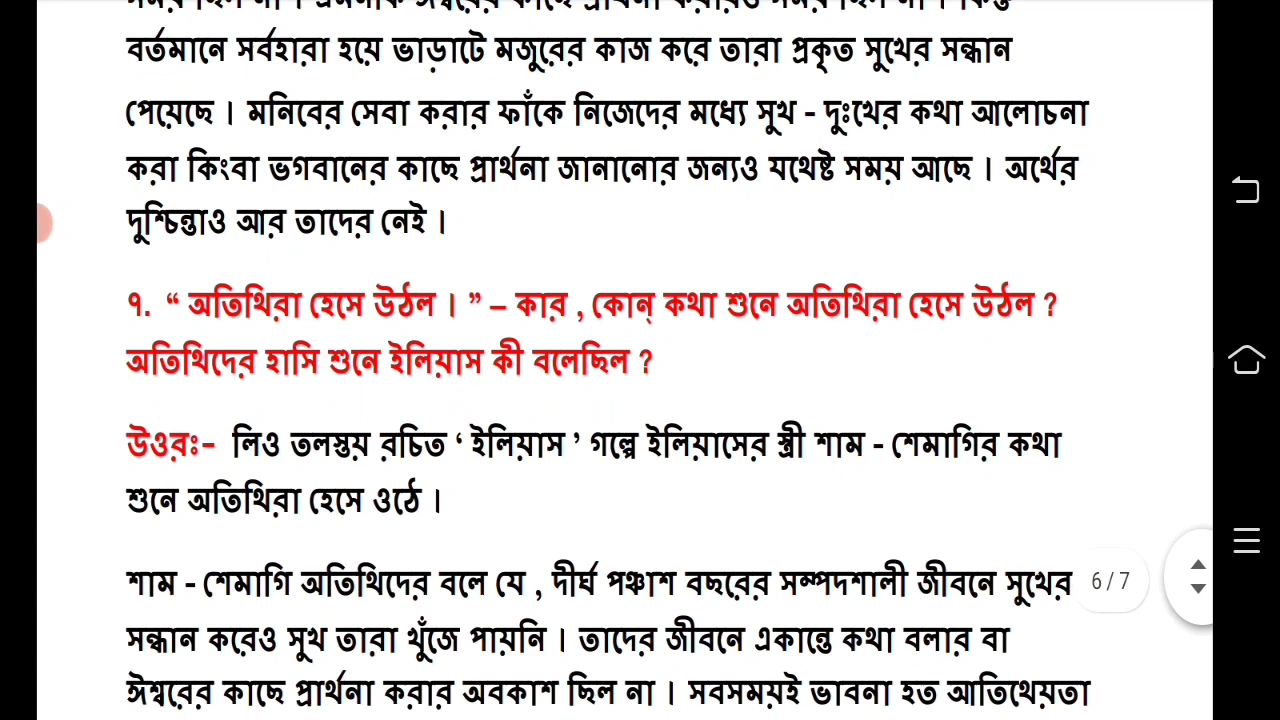 বর্তমানে সর্বহারা হয়ে ভাড়াটে মজুরের কাজ করে তারা প্রকৃত সুখের সন্ধান
পেয়েছে । মনিবের সেবা করার ফাঁকে নিজেদের মধ্যে সুখ - দুঃখের কথা আলোচনা
করা কিংবা ভগবানের কাছে প্রার্থনা জানানোর জন্যও যথেষ্ট সময় আছে । অর্থের
দুশ্চিন্তাও আর তাদের নেই ।
৭. “ অতিথিরা হেসে উঠল । ” – কার , কোন্ কথা শুনে অতিথিরা হেসে উঠল ?
অতিথিদের হাসি শুনে ইলিয়াস কী বলেছিল ?
উওরঃ- লিও তলস্তয় রচিত ‘ ইলিয়াস ’ গল্পে ইলিয়াসের স্ত্রী শাম - শেমাগির কথা
শুনে অতিথিরা হেসে ওঠে ।
শাম - শেমাগি অতিথিদের বলে যে , দীর্ঘ পঞ্চাশ বছরের সম্পদশালী জীবনে সুখের
6 / 7
সন্ধান করেও সুখ তারা খুঁজে পায়নি । তাদের জীবনে একান্তে কথা বলার বা
ঈশ্বরের কাছে প্রার্থনা করার অবকাশ ছিল না । সবসময়ই ভাবনা হত আতিথেয়তা